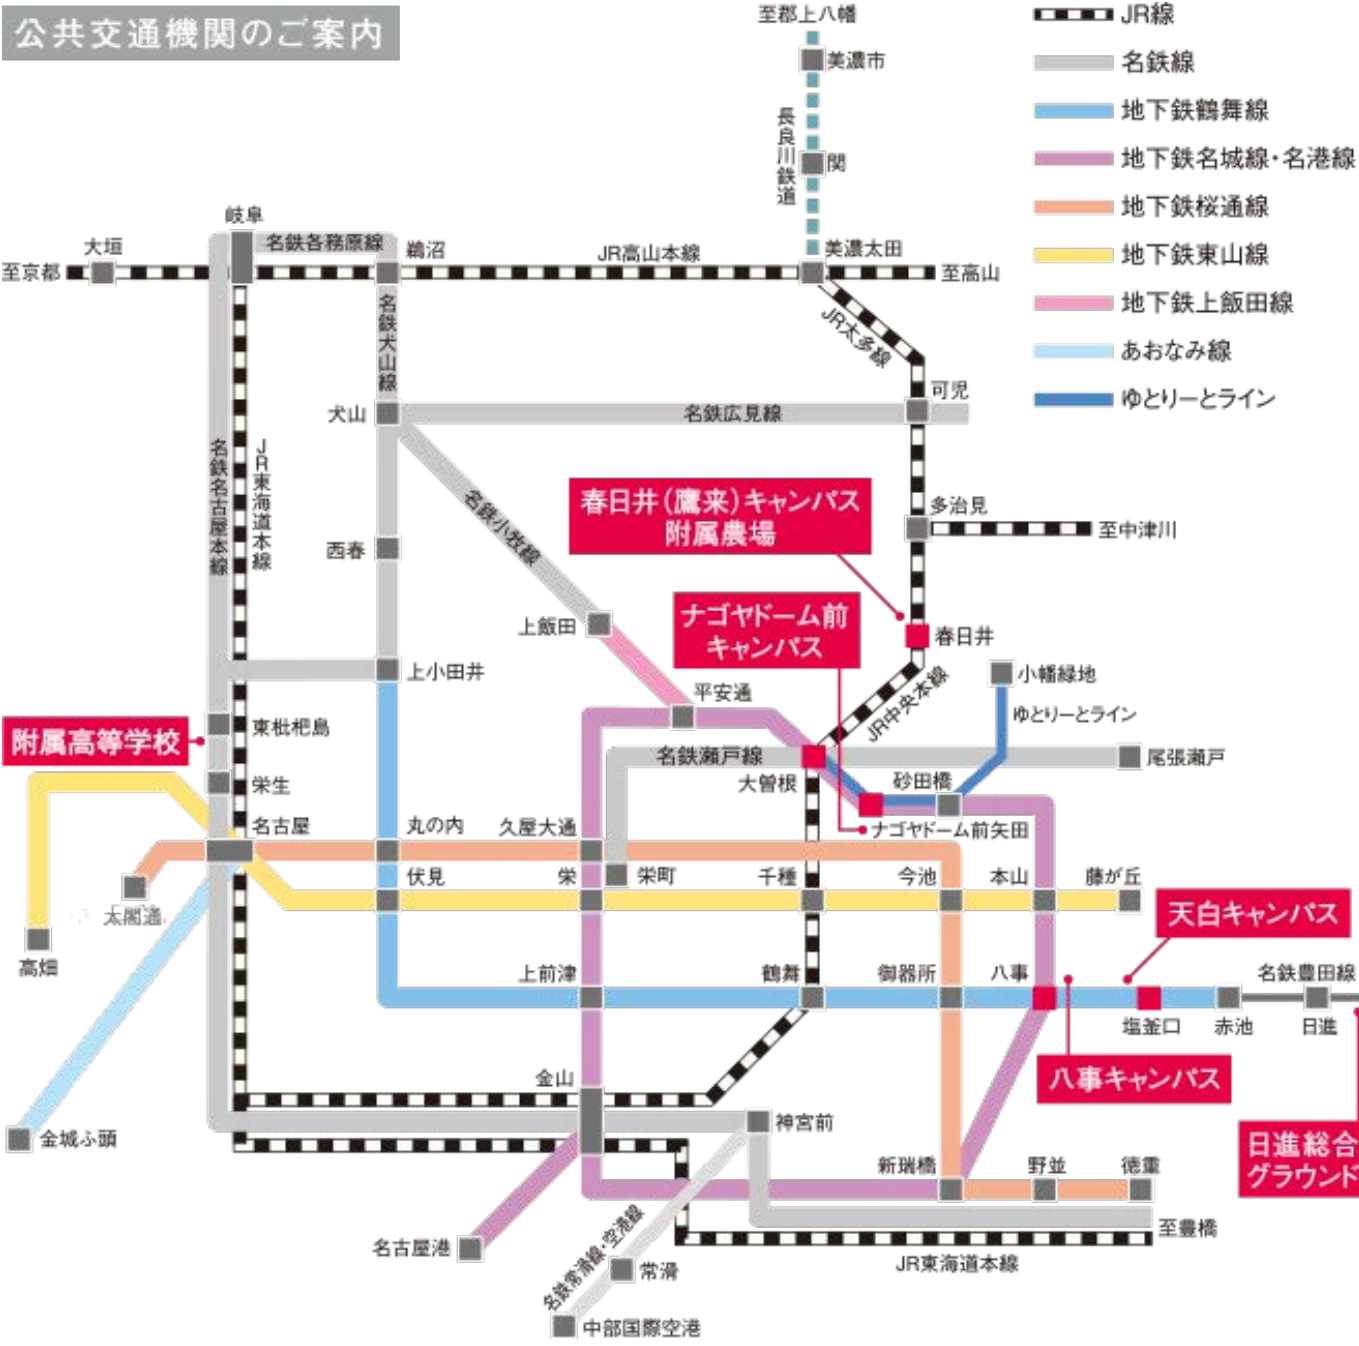 公共交通機関のご案内
至郡上八幡
美濃市
長良川鉄道
関
美濃太田
JR線
名鉄線
地下鉄鶴舞線
地下鉄名城線・名港線
地下鉄桜通線
地下鉄東山線
地下鉄上飯田線
あおなみ線
ゆとりーとライン
岐阜
大垣
至京都
名鉄各務原線
鵜沼
JR高山本線
至高山
JR太多線
名鉄犬山線
犬山
名鉄広見線
可児
名鉄名古屋本線
JR東海道本線
名鉄小牧線
西春
春日井(鷹来)キャンパス
附属農場
多治見
至中津川
ナゴヤドーム前
キャンパス
上飯田
春日井
上小田井
平安通
JR中央本線
小幡緑地
ゆとりーとライン
附属高等学校
東枇杷島
栄生
名鉄瀬戸線
大曽根
砂田橋
尾張瀬戸
ナゴヤドーム前矢田
名古屋
丸の内
久屋大通
太閤通
伏見
栄
栄町
千種
今池
本山
藤が丘
高畑
天白キャンパス
上前津
鶴舞
御器所
八事
名鉄豊田線
塩釜口
赤池
日進
金山
八事キャンパス
金城ふ頭
神宮前
日進総合
グラウンド
新瑞橋
野並
徳重
至豊橋
名古屋港
名鉄常滑線・空港線
常滑
JR東海道本線
中部国際空港